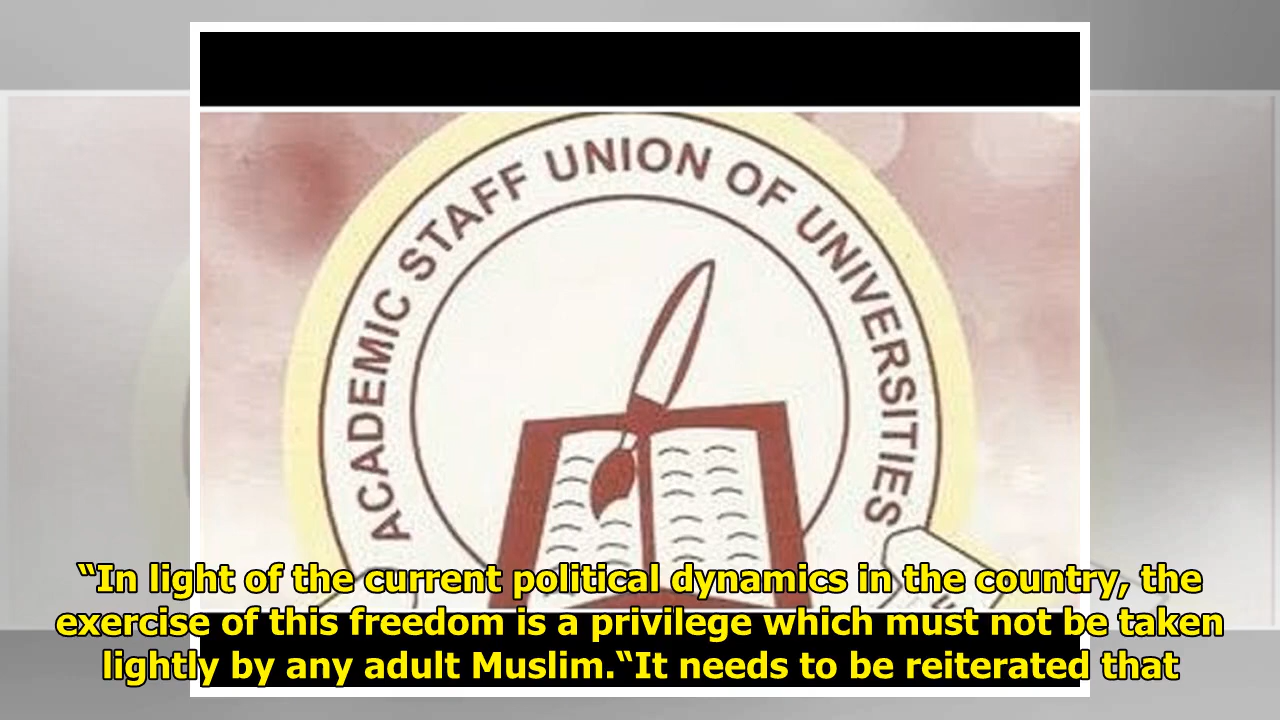 ACADEMIC STAFF UNION OF UNIVERSITIES
“In light of the current political dynamics in the country, the
exercise of this freedom is a privilege which must not be taken
lightly by any adult Muslim.“It needs to be reiterated that